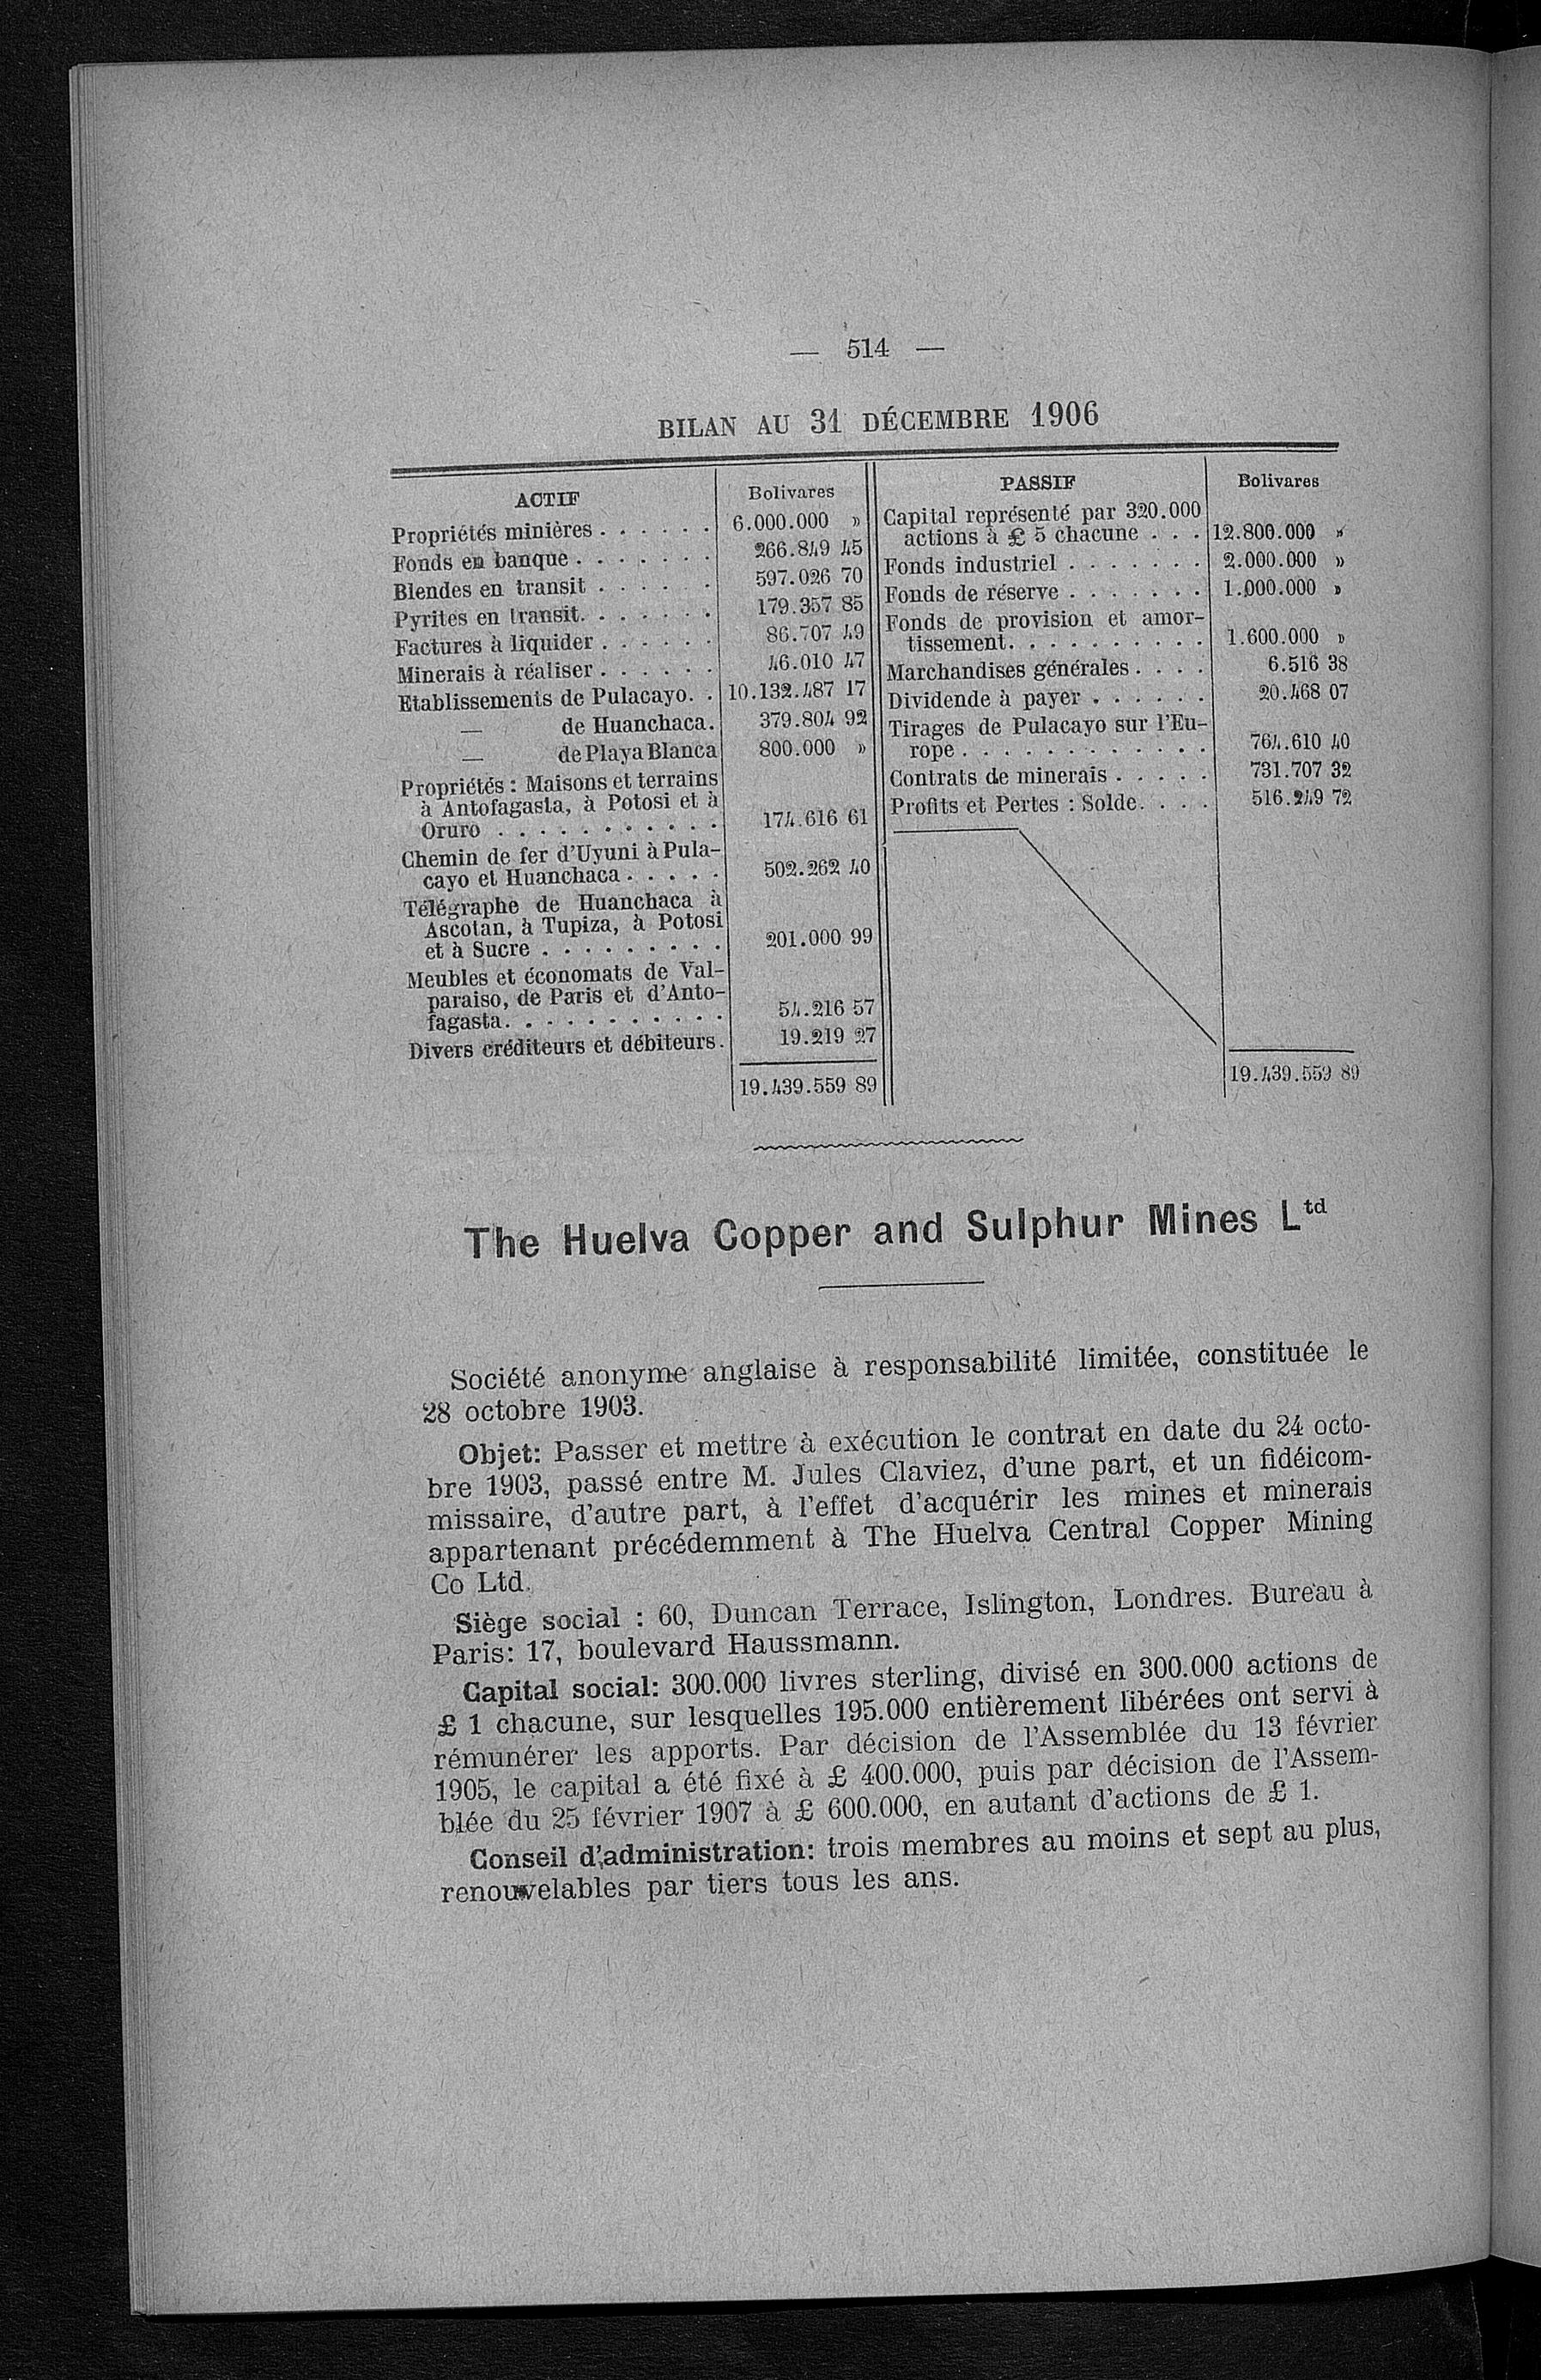 — 514 —
BILAN AU 31 DÉCEMBRE 1906
ACTIF Bolivares
Propriétés minières . . . . . . 6.000.000 »
Fonds en banque . . . . . . . 266.849 45
Blendes en transit . . . . . . 597.026 70
Pyrites en transit. . . . . . . 179.357 85
Factures à liquider . . . . . . 86.707 49
Minerais à réaliser . . . . . . 46.010 47
Etablissements de Pulacayo. . 10.132.487 17
— de Huanchaca. 379.804 92
— de Playa Blanca 800.000 »
Propriétés : Maisons et terrains
à Antofagasta, à Potosi et à
Oruro . . . . . . . . . . . 174.616 61
Chemin de fer d'Uyuni à Pula-
cayo et Huanchaca . . . . . 502.262 40
Télégraphe de Huanchaca à
Ascotan, à Tupiza, à Potosi
et à Sucre . . . . . . . . . 201.000 99
Meubles et économats de Val-
paraiso, de Paris et d'Anto-
fagasta. . . . . . . . . . . 54.216 57
Divers créditeurs et débiteurs. 19.219 27
19.439.559 89
PASSIF Bolivares
Capital représenté par 320.000
actions à £ 5 chacune . . . 12.800.000 »
Fonds industriel . . . . . . . 2.000.000 »
Fonds de réserve . . . . . . . 1.000.000 »
Fonds de provision et amor-
tissement. . . . . . . . . . 1.600.000 »
Marchandises générales . . . . 6.516 38
Dividende à payer . . . . . . 20.468 07
Tirages de Pulacayo sur l'Eu-
rope . . . . . . . . . . . . 764.610 40
Contrats de minerais . . . . . 731.707 32
Profits et Pertes : Solde. . . . 516.249 72
19.439.559 89
The Huelva Copper and Sulphur Mines Ltd
Société anonyme anglaise à responsabilité limitée, constituée le
28 octobre 1903.
Objet: Passer et mettre à exécution le contrat en date du 24 octo-
bre 1903, passé entre M. Jules Claviez, d'une part, et un fidéicom-
missaire, d'autre part, à l'effet d'acquérir les mines et minerais
appartenant précédemment à The Huelva Central Copper Mining
Co Ltd.
Siège social : 60, Duncan Terrace, Islington, Londres. Bureau à
Paris: 17, boulevard Haussmann.
Capital social: 300.000 livres sterling, divisé en 300.000 actions de
£ 1 chacune, sur lesquelles 195.000 entièrement libérées ont servi à
rémunérer les apports. Par décision de l'Assemblée du 13 février
1905, le capital a été fixé à £ 400.000, puis par décision de l'Assem-
blée du 25 février 1907 à £ 600.000, en autant d'actions de £ 1.
Conseil d'administration: trois membres au moins et sept au plus,
renouvelables par tiers tous les ans.